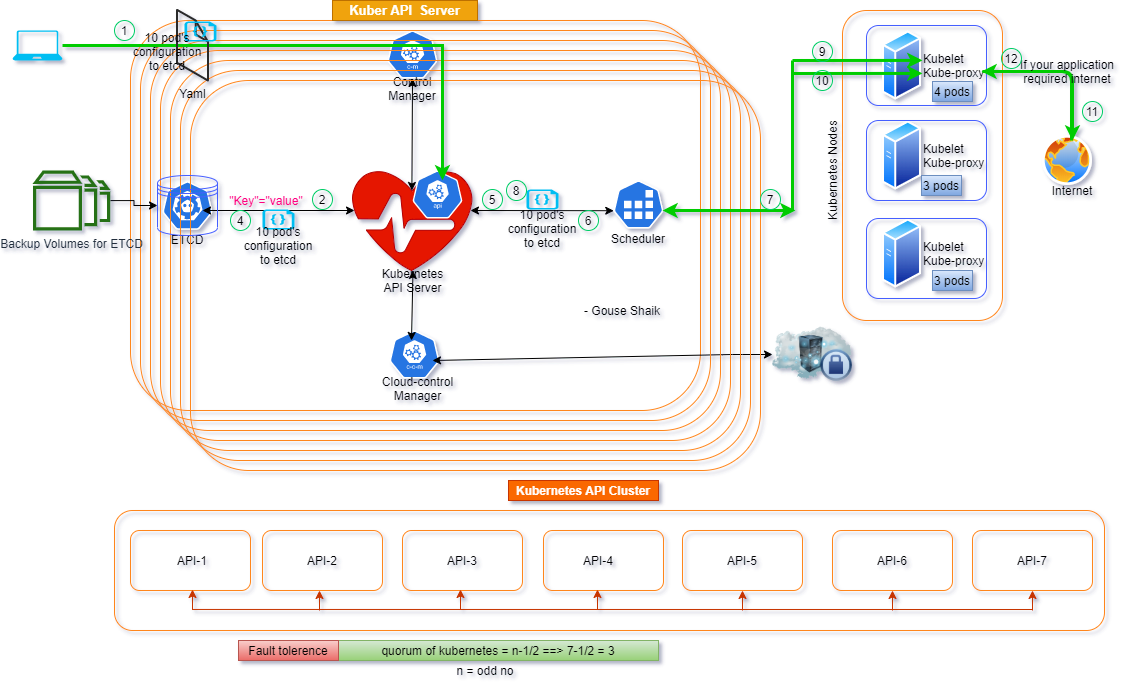 Kuber API Server
1
10 pod's
configuration
to etcd
Yaml
c-m
Control
Manager
Backup Volumes for ETCD
ETCD
"Key"="value"
2
4
10 pod's
configuration
to etcd
api
Kubernetes
API Server
5
8
10 pod's
configuration
to etcd
6
Scheduler
7
- Gouse Shaik
c-c-m
Cloud-control
Manager
Kubernetes Nodes
9
10
Kubelet
Kube-proxy
4 pods
Kubelet
Kube-proxy
3 pods
Kubelet
Kube-proxy
3 pods
12
If your application
required internet
11
Internet
Kubernetes API Cluster
API-1
API-2
API-3
API-4
API-5
API-6
API-7
Fault tolerence
quorum of kubernetes = n-1/2 ==> 7-1/2 = 3
n = odd no